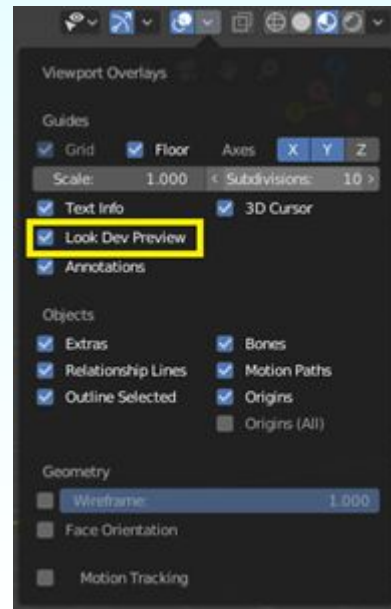 Viewport Overlays
Guides
Grid Floor Axes X Y Z
Scale: 1.000 Subdivisions: 10
Text Info 3D Cursor
Look Dev Preview
Annotations
Objects
Extras Bones
Relationship Lines Motion Paths
Outline Selected Origins
Origins (All)
Geometry
Wireframe: 1.000
Face Orientation
Motion Tracking